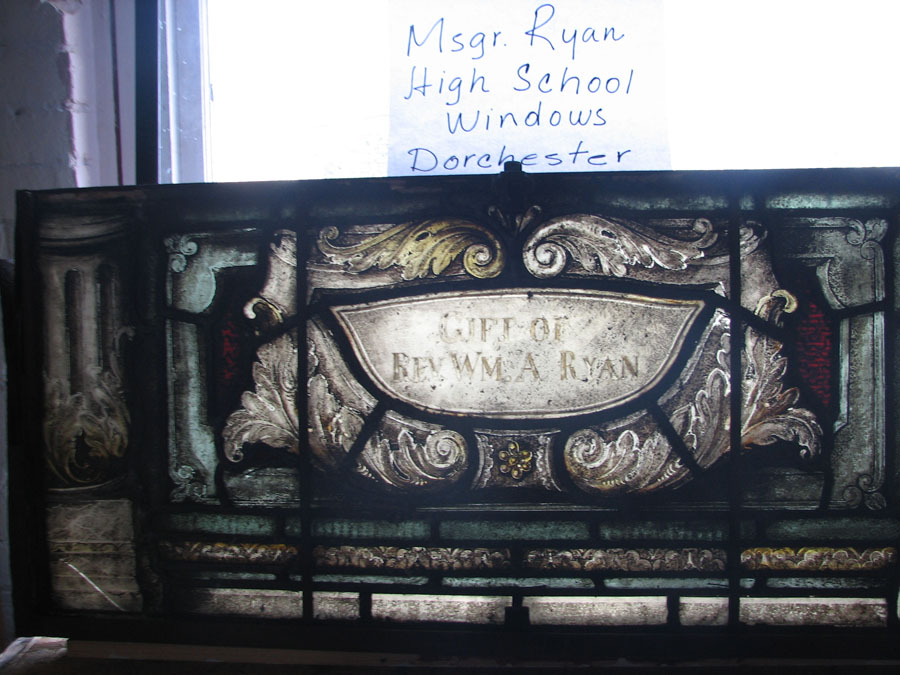 Msgr. Ryan
High School
Windows
Dorchester
GIFT OF
REV WM. A RYAN